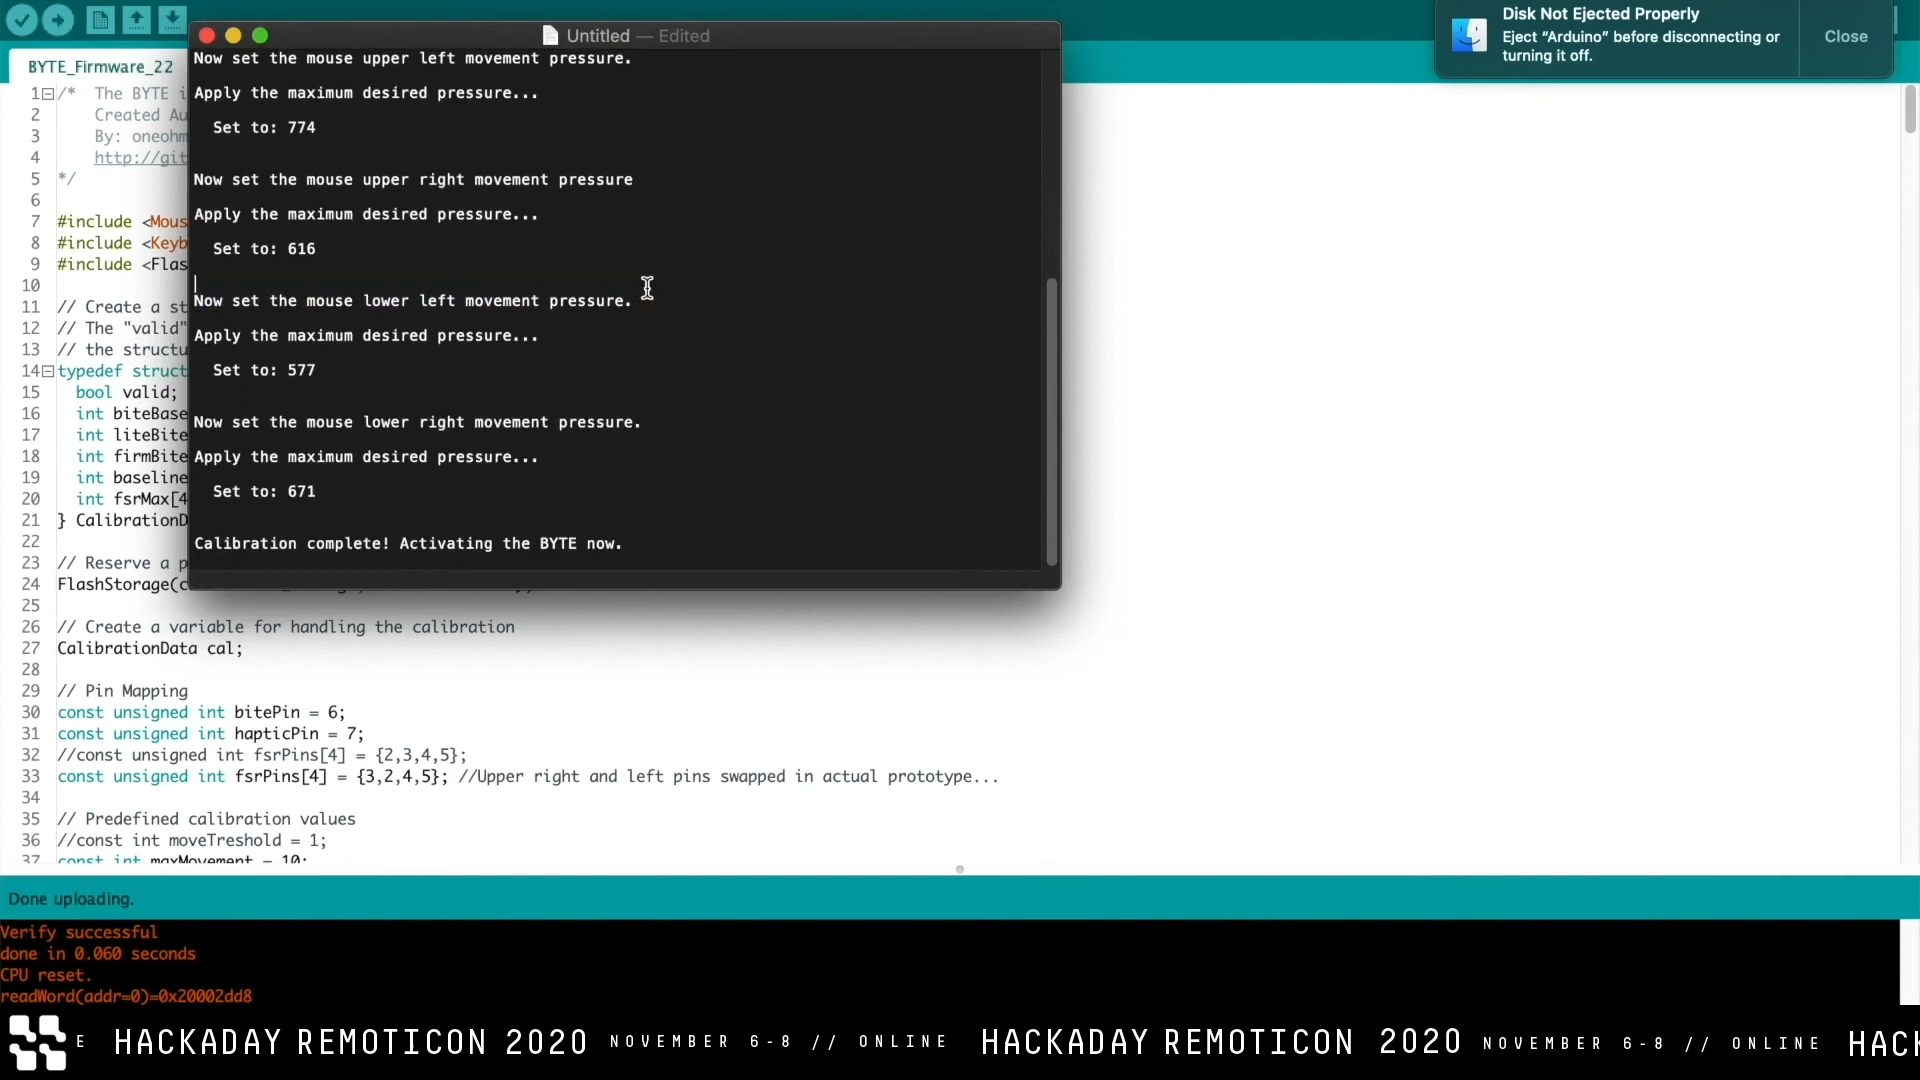 Untitled — Edited
Now set the mouse upper left movement pressure.
Apply the maximum desired pressure...
Set to: 774
Now set the mouse upper right movement pressure
Apply the maximum desired pressure...
Set to: 616
Now set the mouse lower left movement pressure.
Apply the maximum desired pressure...
Set to: 577
Now set the mouse lower right movement pressure.
Apply the maximum desired pressure...
Set to: 671
Calibration complete! Activating the BYTE now.
Disk Not Ejected Properly
Eject “Arduino” before disconnecting or
turning it off.
Close
BYTE_Firmware_22
1 /* The BYTE i
2 Created Au
3 By: oneohm
4 http://git
5 */
6
7 #include <Mous
8 #include <Keyb
9 #include <Flas
10
11 // Create a st
12 // The "valid"
13 // the structu
14 typedef struct
15 bool valid;
16 int biteBase
17 int liteBite
18 int firmBite
19 int baseline
20 int fsrMax[4
21 } CalibrationD
22
23 // Reserve a p
24 FlashStorage(c
25
26 // Create a variable for handling the calibration
27 CalibrationData cal;
28
29 // Pin Mapping
30 const unsigned int bitePin = 6;
31 const unsigned int hapticPin = 7;
32 //const unsigned int fsrPins[4] = {2,3,4,5};
33 const unsigned int fsrPins[4] = {3,2,4,5}; //Upper right and left pins swapped in actual prototype...
34
35 // Predefined calibration values
36 //const int moveTreshold = 1;
37 const int maxMovement = 10;
Done uploading.
Verify successful
done in 0.060 seconds
CPU reset.
readWord(addr=0)=0x20002dd8
E HACKADAY REMOTICON 2020 NOVEMBER 6-8 // ONLINE HACKADAY REMOTICON 2020 NOVEMBER 6-8 // ONLINE HACK